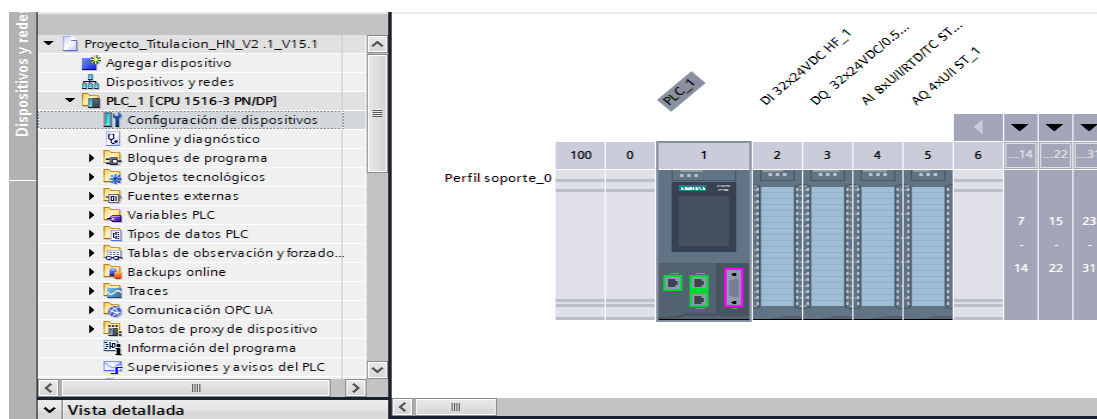 Dispositivos y redes
Proyecto_Titulacion_HN_V2 .1_V15.1
Agregar dispositivo
Dispositivos y redes
PLC_1 [CPU 1516-3 PN/DP]
Configuración de dispositivos
Online y diagnóstico
Bloques de programa
Objetos tecnológicos
Fuentes externas
Variables PLC
Tipos de datos PLC
Tablas de observación y forzado...
Backups online
Traces
Comunicación OPC UA
Datos de proxy de dispositivo
Información del programa
Supervisiones y avisos del PLC
Vista detallada
PLC_1
DI 32x24VDC HF_1
DQ 32x24VDC/0.5...
AI 8xU/I/RTD/TC ST...
AQ 4xU/I ST_1
100 0 1 2 3 4 5 6 ...14 ...22 ...31
Perfil soporte_0
SIEMENS
7 15 23
- - -
14 22 31